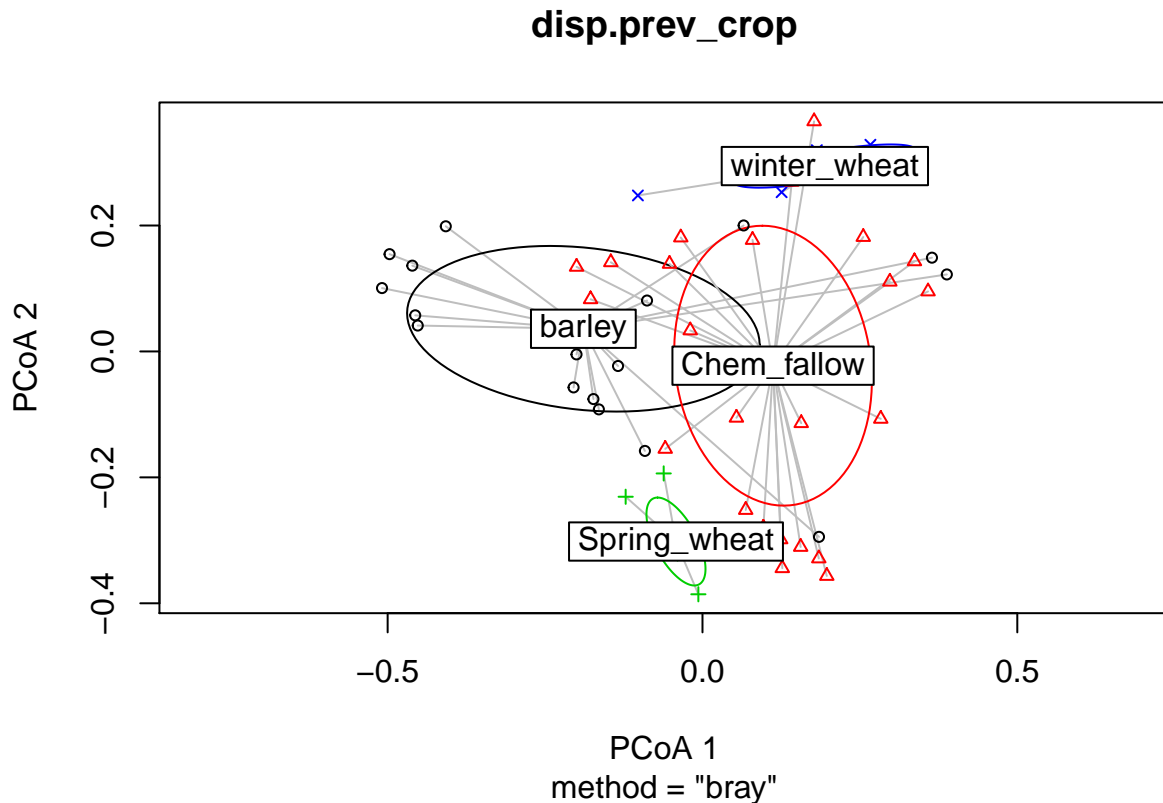 disp.prev_crop
winter_wheat
barley
Chem_fallow
Spring_wheat
PCoA 2
0.2
0.0
−0.2
−0.4
−0.5
0.0
0.5
PCoA 1
method = "bray"